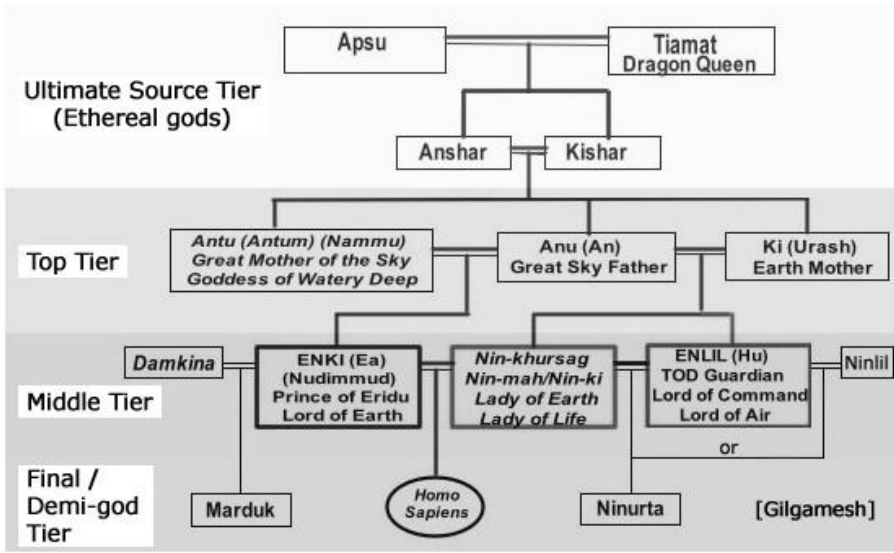 Apsu
Tiamat
Dragon Queen
Ultimate Source Tier
(Ethereal gods)
Anshar
Kishar
Top Tier
Antu (Antum) (Nammu)
Great Mother of the Sky
Goddess of Watery Deep
Anu (An)
Great Sky Father
Ki (Urash)
Earth Mother
Middle Tier
Damkina
ENKI (Ea)
(Nudimmud)
Prince of Eridu
Lord of Earth
Nin-khursag
Nin-mah/Nin-ki
Lady of Earth
Lady of Life
ENLIL (Hu)
TOD Guardian
Lord of Command
Lord of Air
Ninlil
or
Final /
Demi-god
Tier
Marduk
Homo
Sapiens
Ninurta
[Gilgamesh]